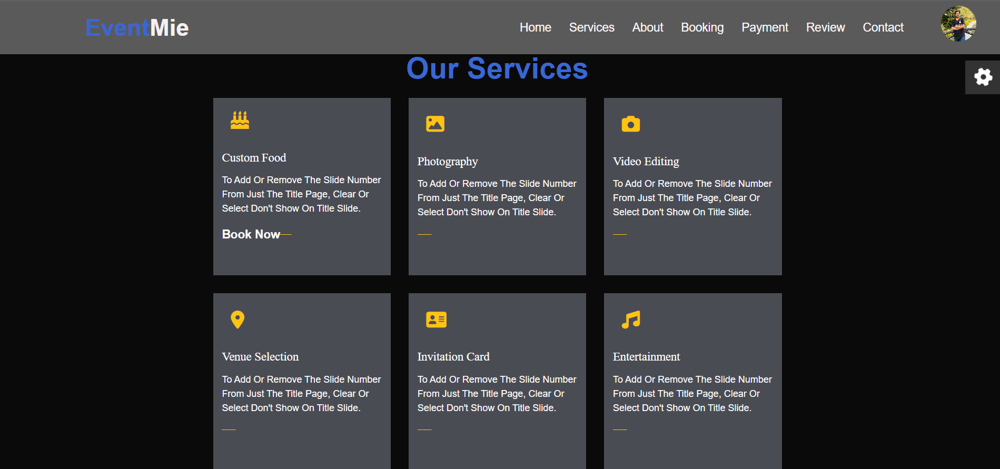 EventMie
Home Services About Booking Payment Review Contact
Our Services
Custom Food
To Add Or Remove The Slide Number
From Just The Title Page, Clear Or
Select Don't Show On Title Slide.
Book Now
Photography
To Add Or Remove The Slide Number
From Just The Title Page, Clear Or
Select Don't Show On Title Slide.
Video Editing
To Add Or Remove The Slide Number
From Just The Title Page, Clear Or
Select Don't Show On Title Slide.
Venue Selection
To Add Or Remove The Slide Number
From Just The Title Page, Clear Or
Select Don't Show On Title Slide.
Invitation Card
To Add Or Remove The Slide Number
From Just The Title Page, Clear Or
Select Don't Show On Title Slide.
Entertainment
To Add Or Remove The Slide Number
From Just The Title Page, Clear Or
Select Don't Show On Title Slide.